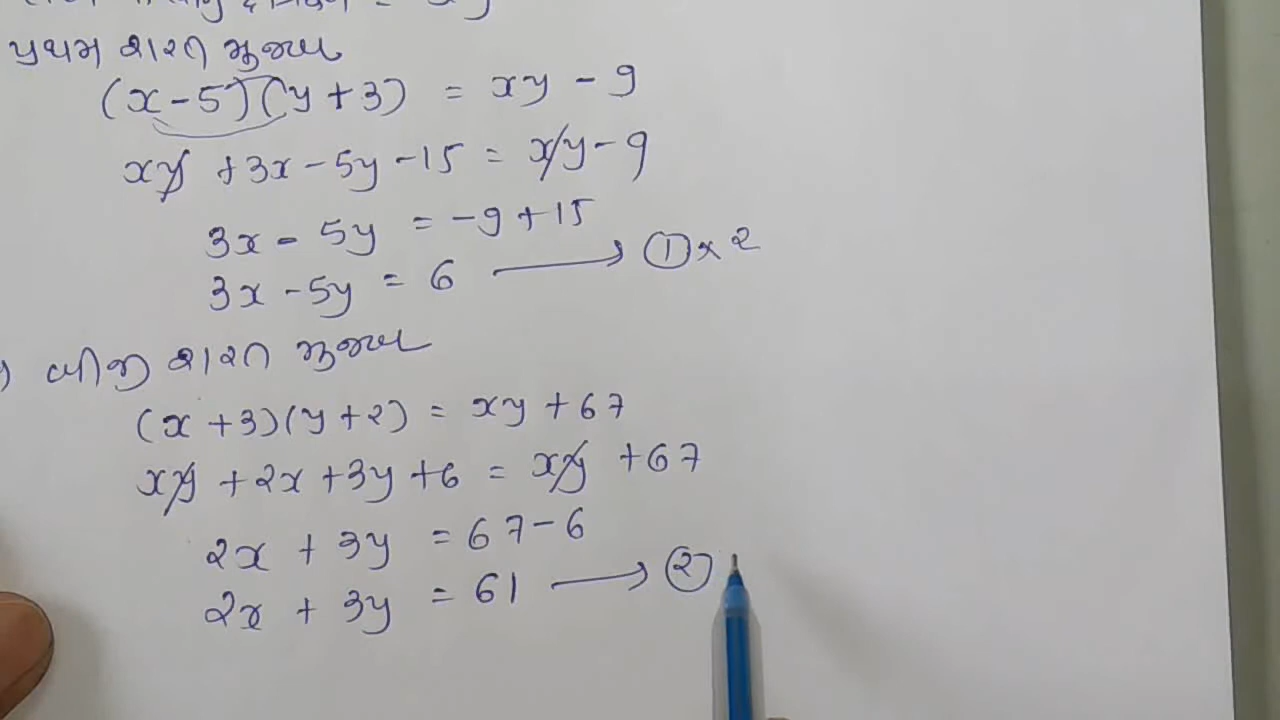 = xy
પ્રથમ શરત મુજબ
(x - 5)(y + 3) = xy - 9
xy + 3x - 5y - 15 = xy - 9
3x - 5y = -9 + 15
3x - 5y = 6 ⟶ ① × 2
બીજી શરત મુજબ
(x + 3)(y + 2) = xy + 67
xy + 2x + 3y + 6 = xy + 67
2x + 3y = 67 - 6
2x + 3y = 61 ⟶ ②